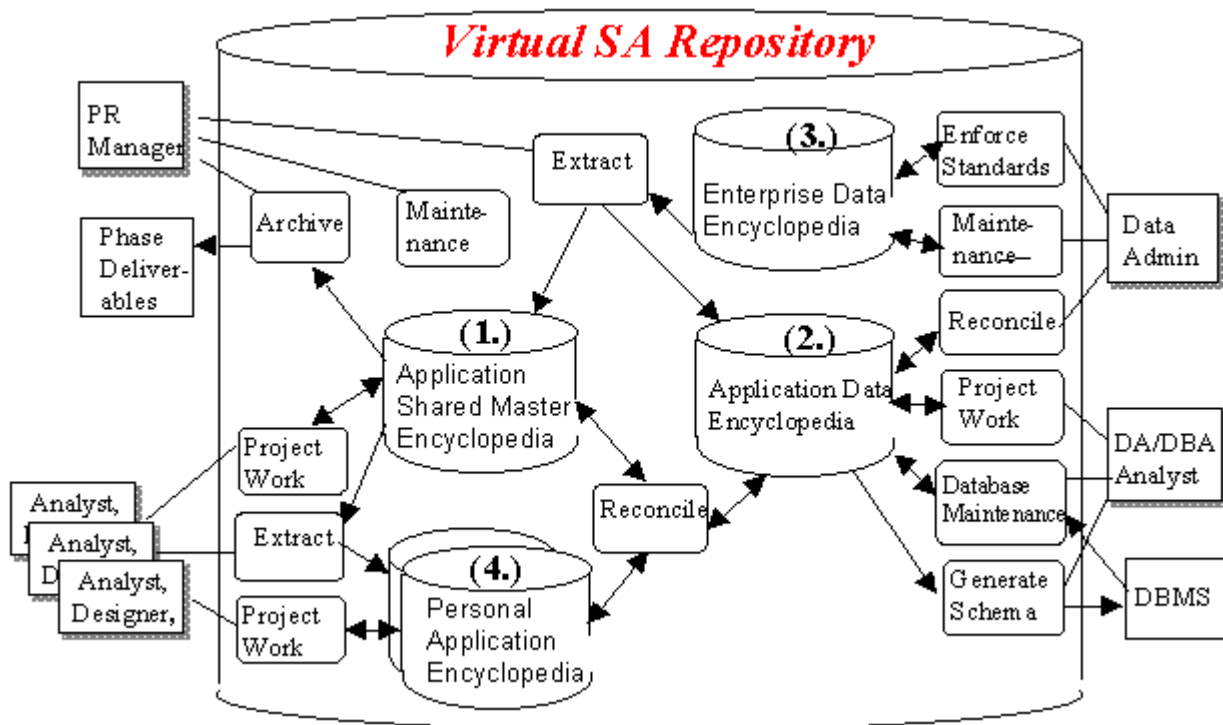 Virtual SA Repository
PR
Manager
Extract
(3.)
Enterprise Data
Encyclopedia
Enforce
Standards
Archive
Mainte-
nance
Mainte-
nance
Data
Admin
Phase
Deliver-
ables
Reconcile
(1.)
Application
Shared Master
Encyclopedia
(2.)
Application Data
Encyclopedia
Project
Work
Project
Work
DA/DBA
Analyst
Database
Maintenance
Analyst,
Analyst,
D
Analyst,
Designer,
Extract
Reconcile
(4.)
Personal
Application
Encyclopedia
Project
Work
Generate
Schema
DBMS